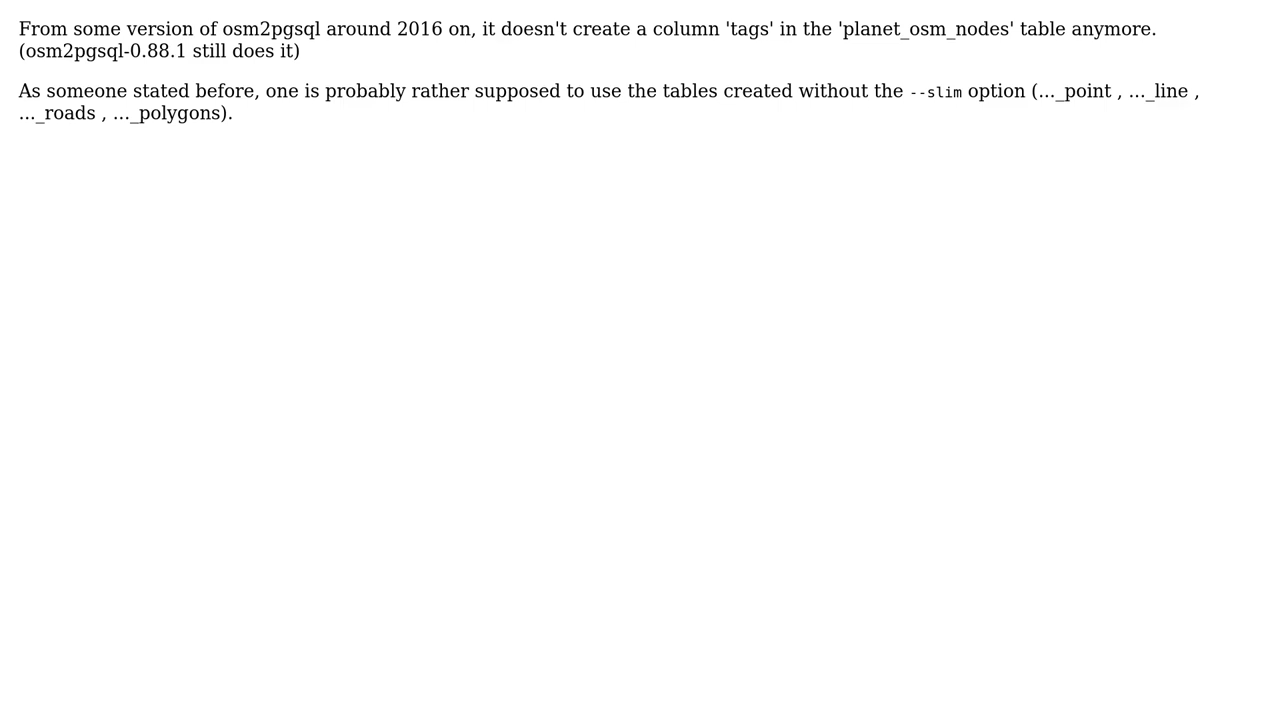 From some version of osm2pgsql around 2016 on, it doesn't create a column 'tags' in the 'planet_osm_nodes' table anymore.
(osm2pgsql-0.88.1 still does it)
As someone stated before, one is probably rather supposed to use the tables created without the --slim option (..._point , ..._line ,
..._roads , ..._polygons).